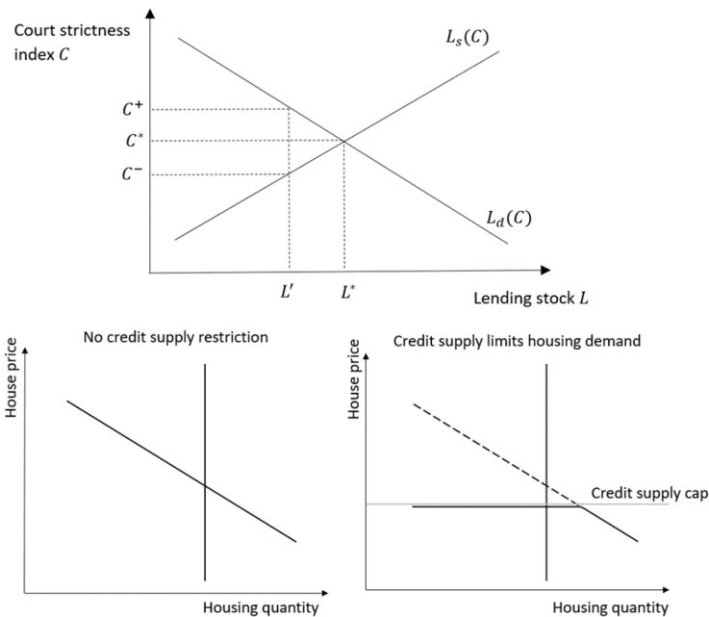 Court strictness
index C
L_s(C)
C⁺
C*
C⁻
L_d(C)
L′
L*
Lending stock L
No credit supply restriction
House price
Housing quantity
Credit supply limits housing demand
House price
Credit supply cap
Housing quantity